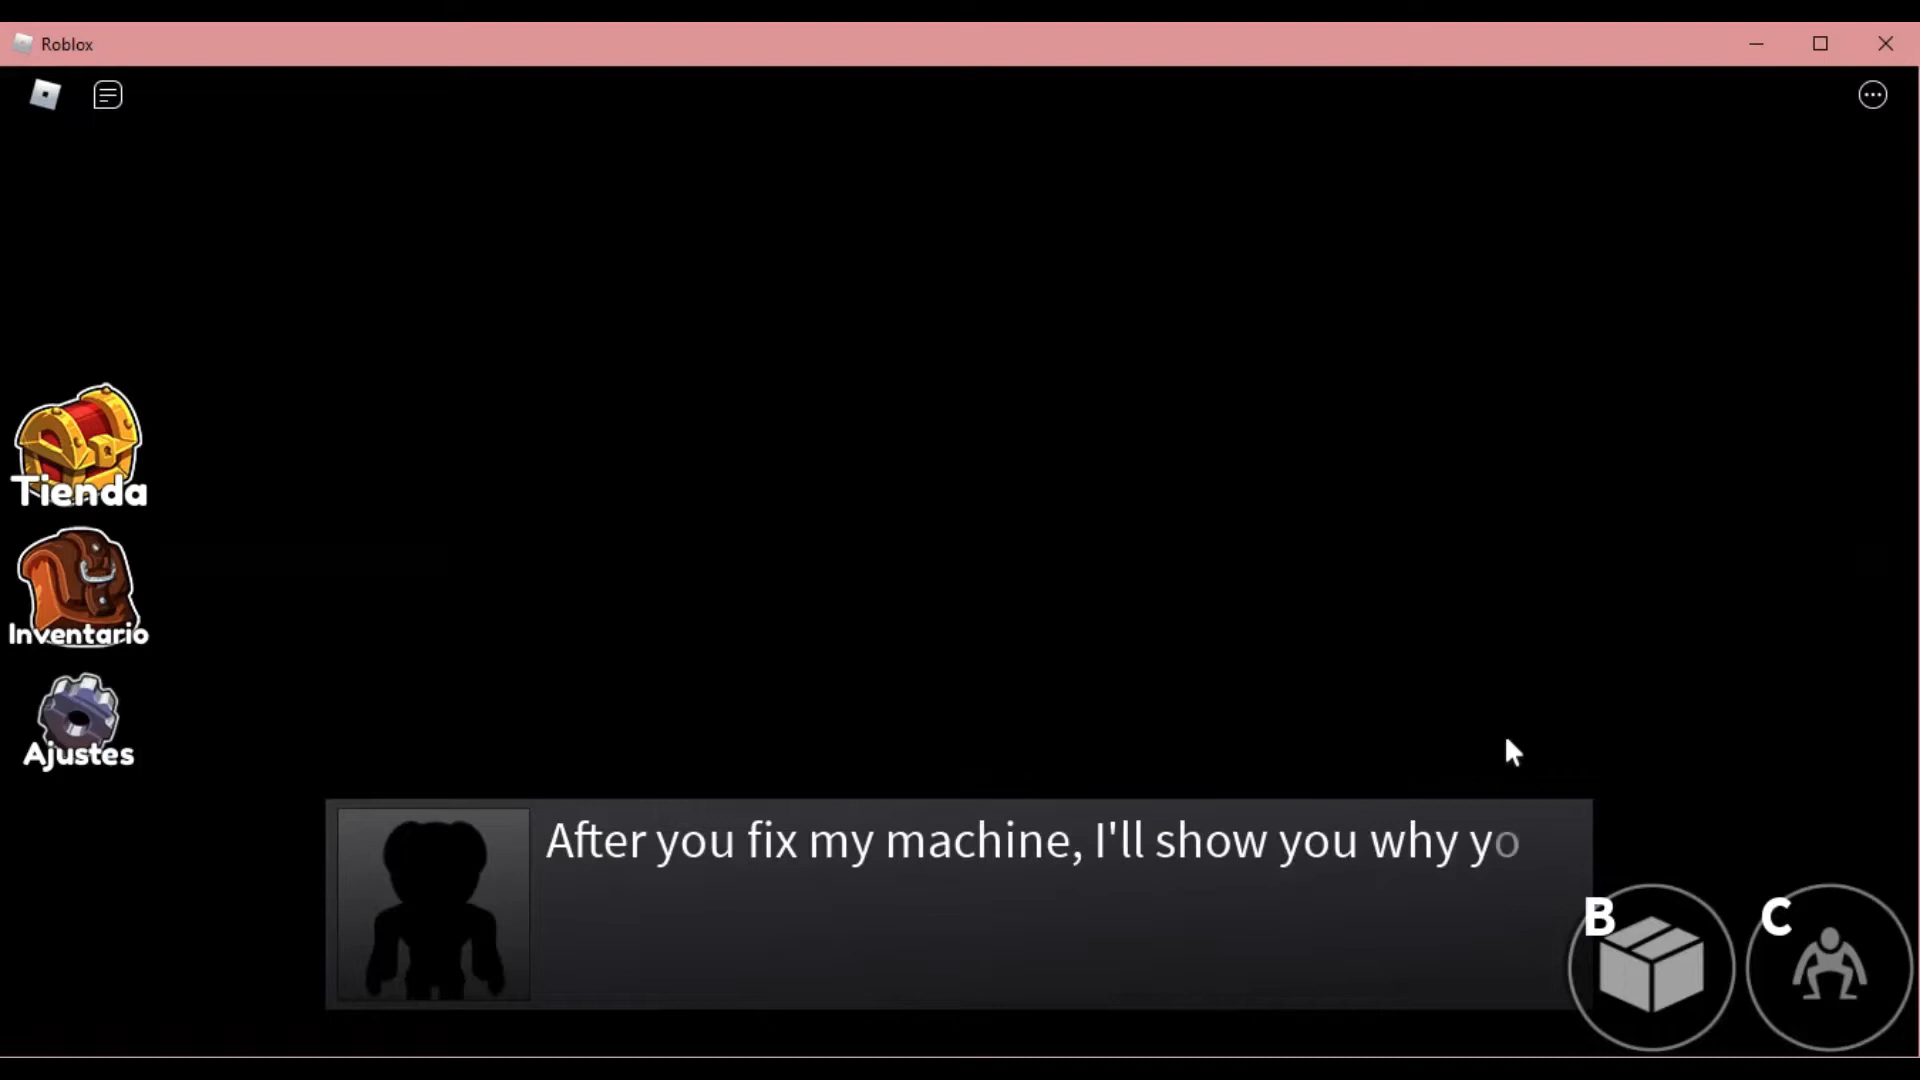 Roblox
Tienda
Inventario
Ajustes
After you fix my machine, I'll show you why yo
B
C